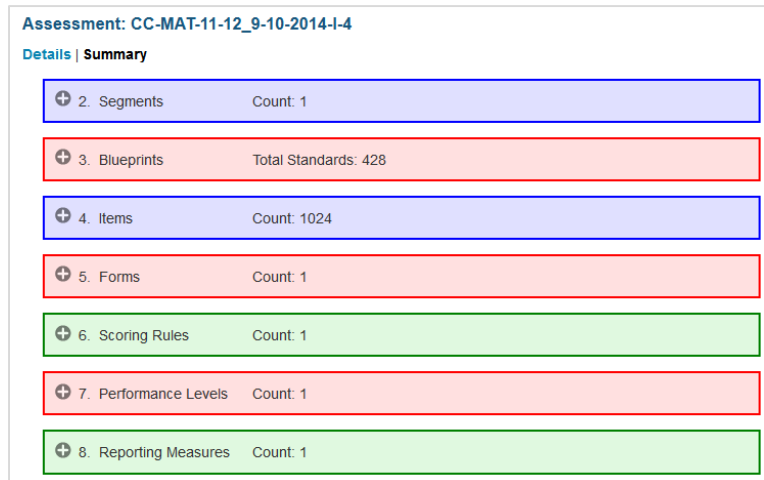 Assessment: CC-MAT-11-12_9-10-2014-I-4
Details | Summary
2. Segments Count: 1
3. Blueprints Total Standards: 428
4. Items Count: 1024
5. Forms Count: 1
6. Scoring Rules Count: 1
7. Performance Levels Count: 1
8. Reporting Measures Count: 1